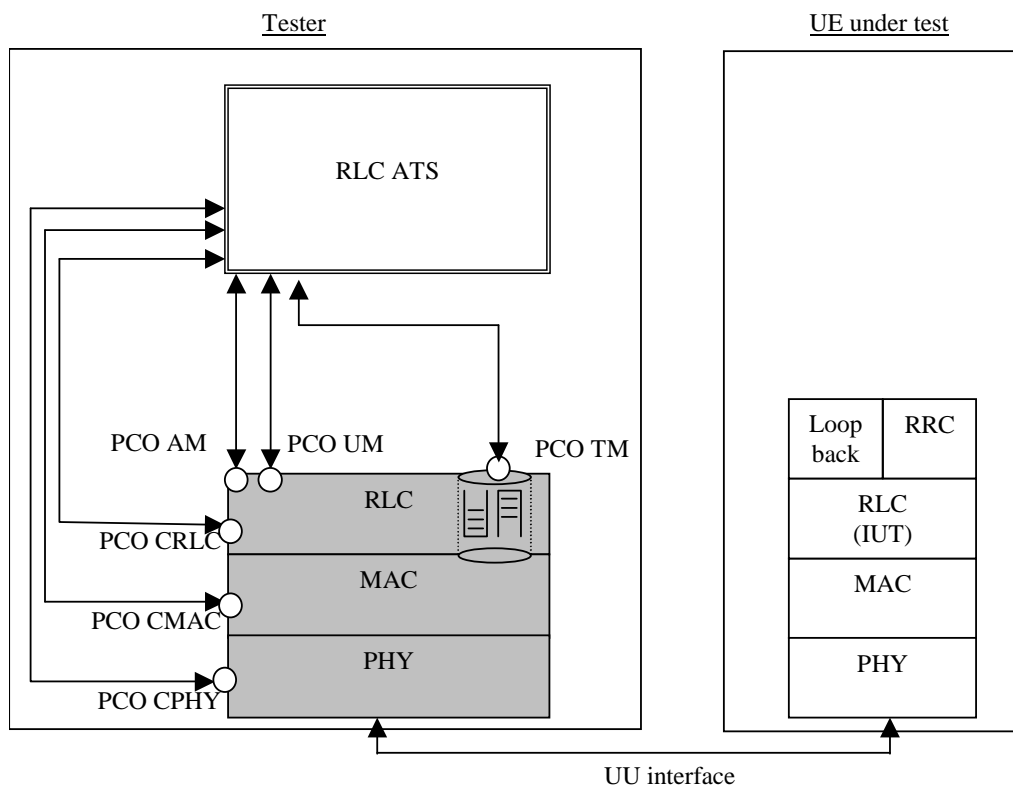 Tester
UE under test
RLC ATS
PCO AM
PCO UM
PCO TM
Loop
back
RRC
RLC
RLC
(IUT)
PCO CRLC
MAC
MAC
PCO CMAC
PHY
PHY
PCO CPHY
UU interface